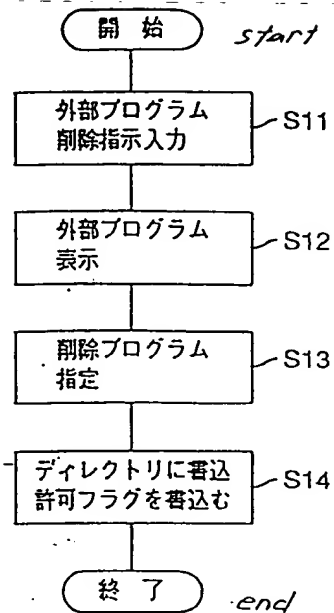 開始 start
外部プログラム
削除指示入力
S11
外部プログラム
表示
S12
削除プログラム
指定
S13
ディレクトリに書込
許可フラグを書込む
S14
終了 end